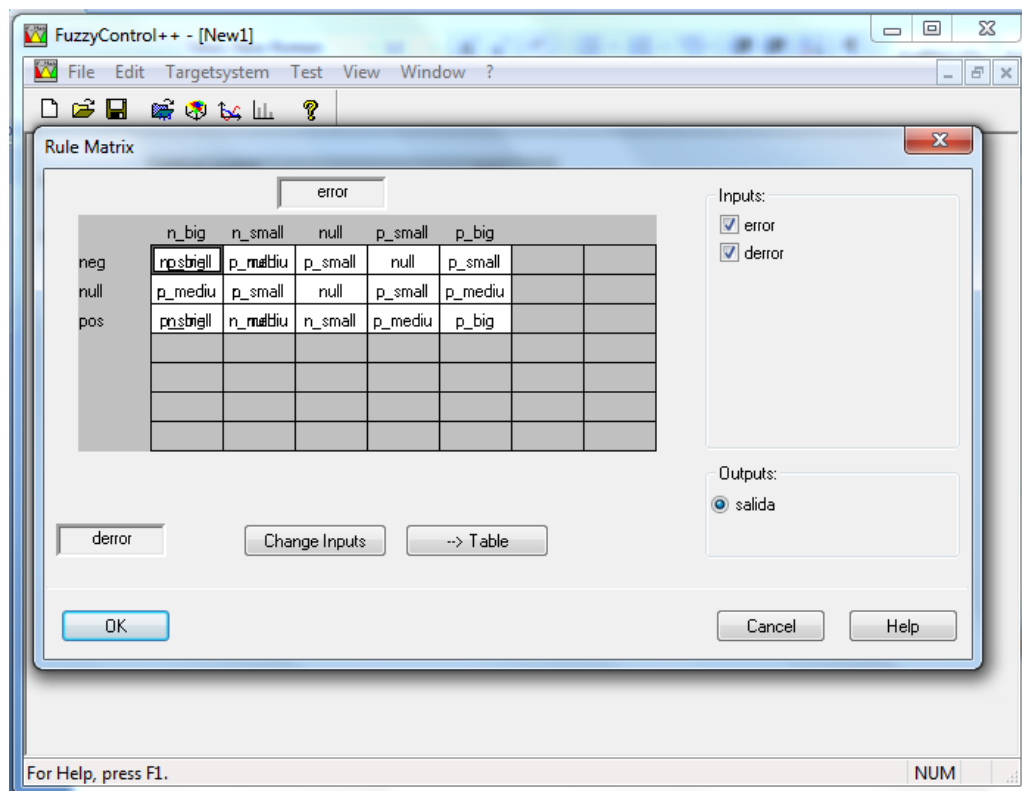 FuzzyControl++ - [New1]
File Edit Targetsystem Test View Window ?
Rule Matrix
error
Inputs:
error
derror
n_big n_small null p_small p_big
neg p_small null p_small
null p_mediu p_small null p_small p_mediu
pos n_small p_mediu p_big
Outputs:
salida
derror
Change Inputs
--> Table
OK
Cancel
Help
For Help, press F1.
NUM